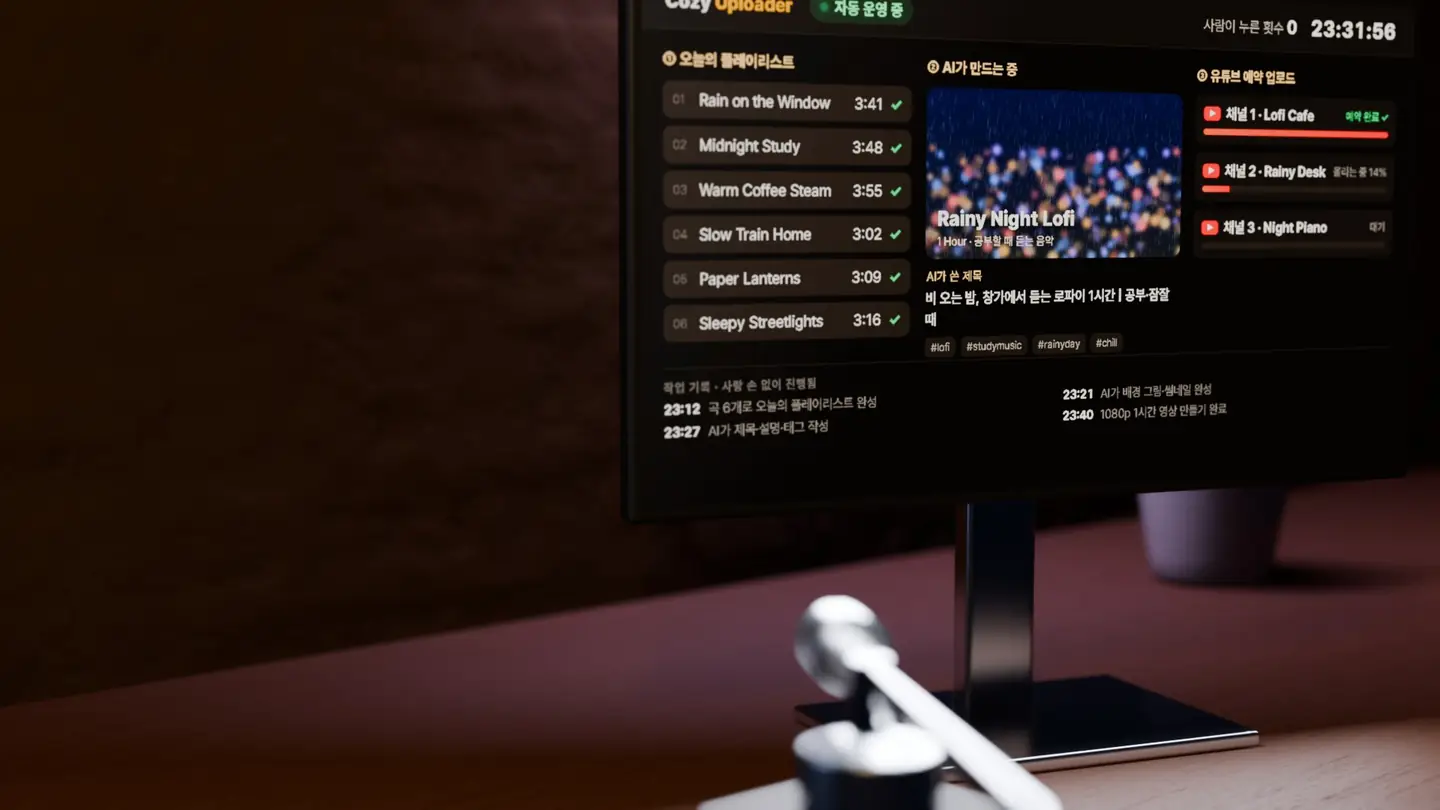 Cozy Uploader
자동 운영 중
사람이 누른 횟수 0 23:31:56
① 오늘의 플레이리스트
01 Rain on the Window 3:41 ✓
02 Midnight Study 3:48 ✓
03 Warm Coffee Steam 3:55 ✓
04 Slow Train Home 3:02 ✓
05 Paper Lanterns 3:09 ✓
06 Sleepy Streetlights 3:16 ✓
② AI가 만드는 중
Rainy Night Lofi
1 Hour · 공부할 때 듣는 음악
AI가 쓴 제목
비 오는 밤, 창가에서 듣는 로파이 1시간 | 공부·잠잘
때
#lofi #studymusic #rainyday #chill
③ 유튜브 예약 업로드
채널 1 · Lofi Cafe 예약 완료 ✓
채널 2 · Rainy Desk 올리는 중 14%
채널 3 · Night Piano 대기
작업 기록 · 사람 손 없이 진행됨
23:12 곡 6개로 오늘의 플레이리스트 완성
23:27 AI가 제목·설명·태그 작성
23:21 AI가 배경 그림·썸네일 완성
23:40 1080p 1시간 영상 만들기 완료